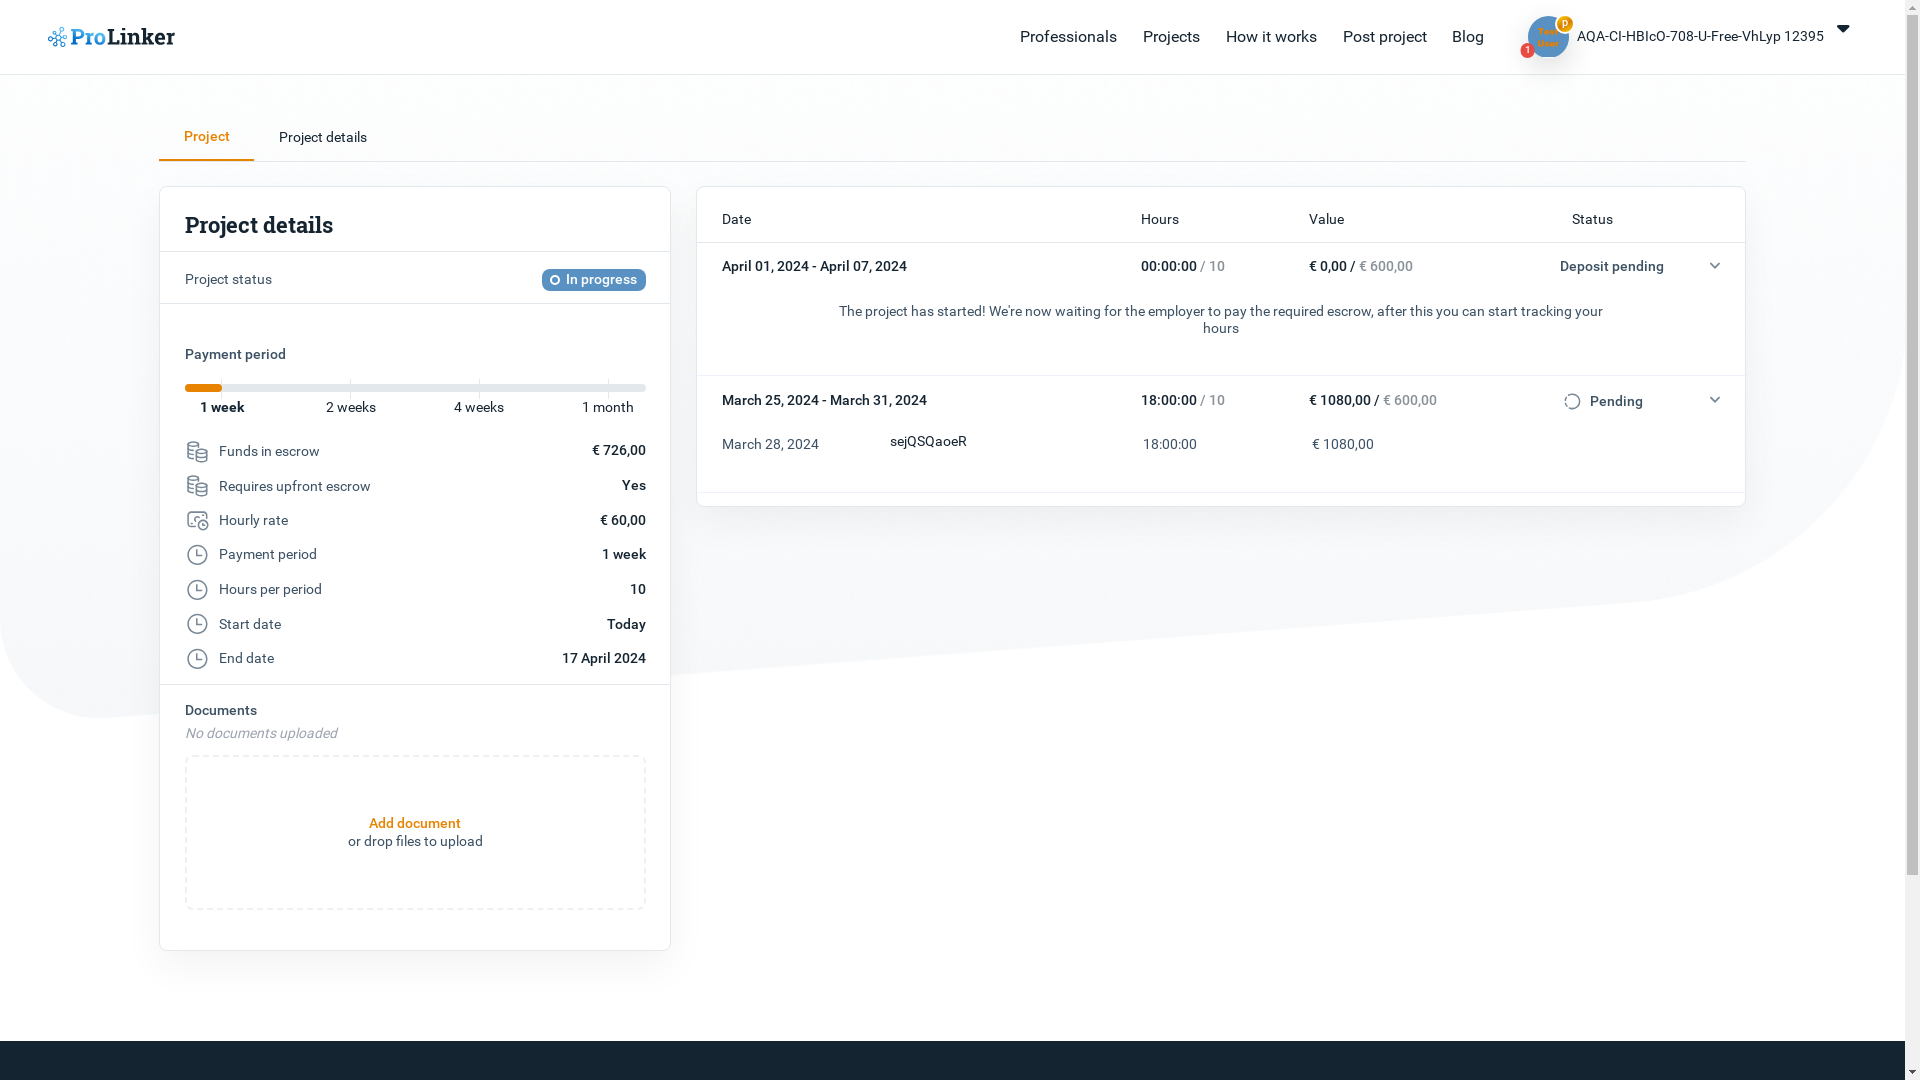 ProLinker
Professionals
Projects
How it works
Post project
Blog
p
1
AQA-CI-HBIcO-708-U-Free-VhLyp 12395
Project
Project details
Project details
Project status
In progress
Payment period
1 week
2 weeks
4 weeks
1 month
Funds in escrow
€ 726,00
Requires upfront escrow
Yes
Hourly rate
€ 60,00
Payment period
1 week
Hours per period
10
Start date
Today
End date
17 April 2024
Documents
No documents uploaded
Add document
or drop files to upload
Date
Hours
Value
Status
April 01, 2024 - April 07, 2024
00:00:00 / 10
€ 0,00 / € 600,00
Deposit pending
The project has started! We're now waiting for the employer to pay the required escrow, after this you can start tracking your
hours
March 25, 2024 - March 31, 2024
18:00:00 / 10
€ 1080,00 / € 600,00
Pending
March 28, 2024
sejQSQaoeR
18:00:00
€ 1080,00